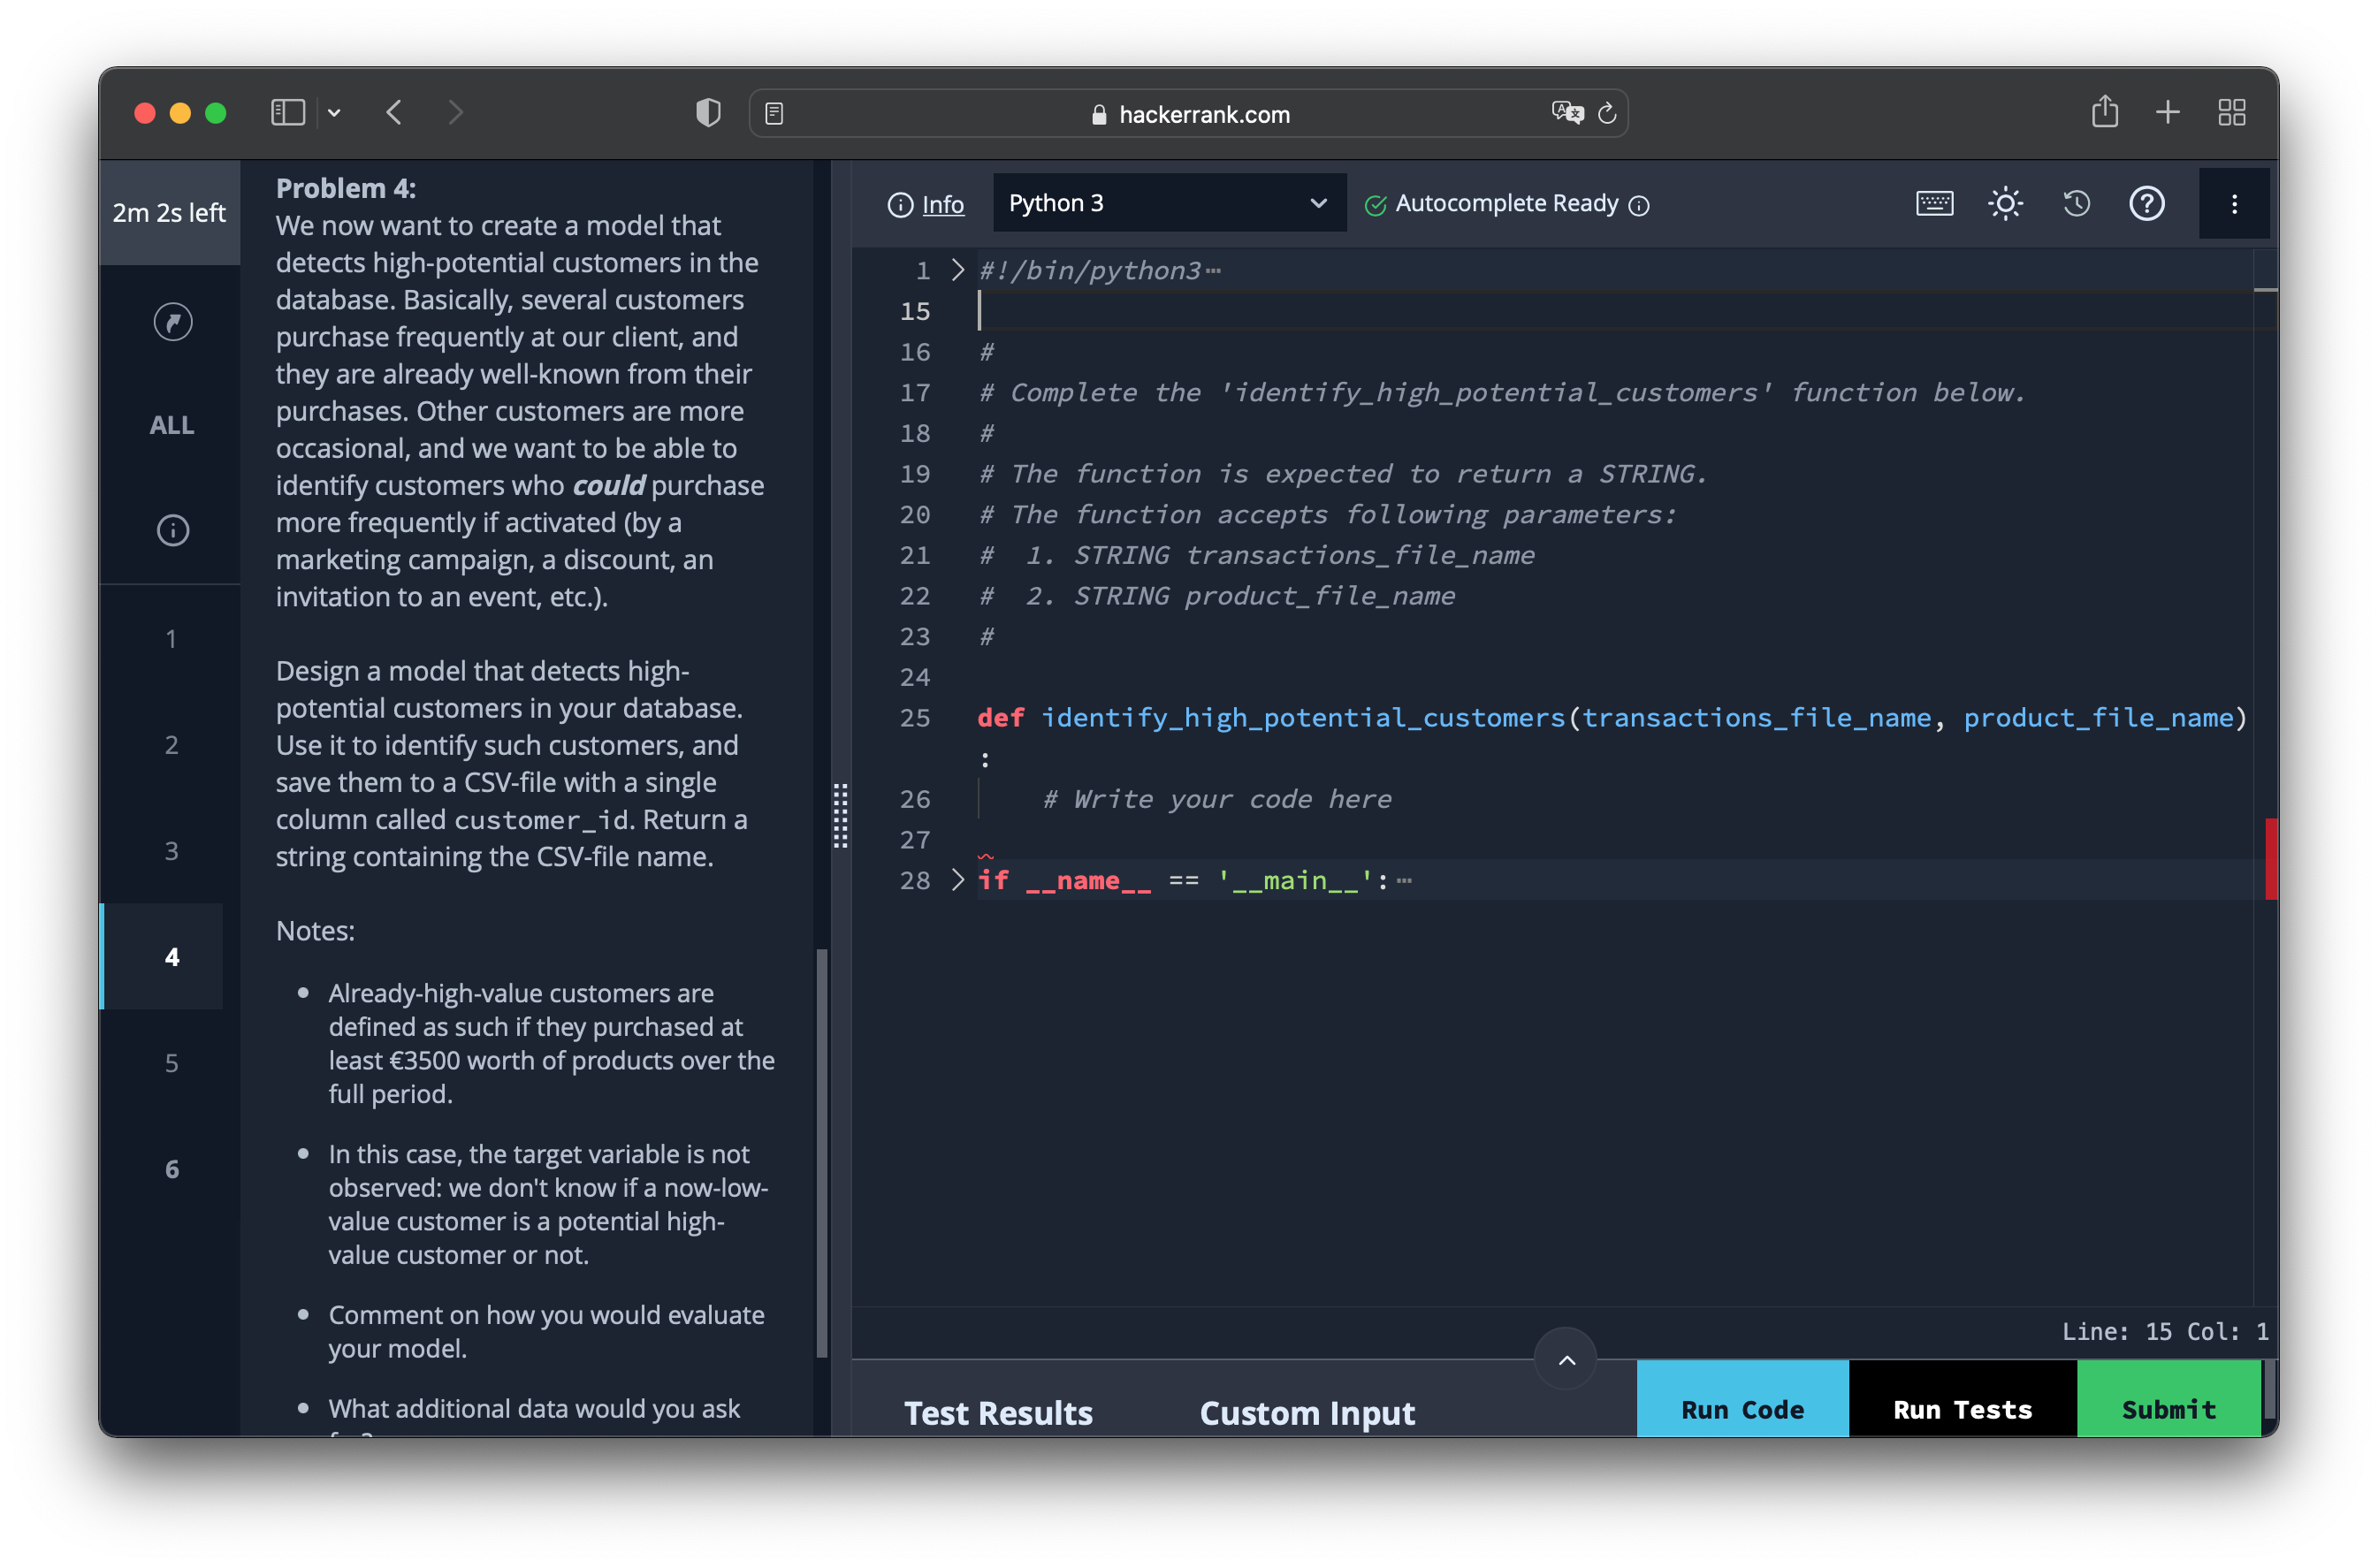 hackerrank.com
2m 2s left
ALL
1
2
3
4
5
6
Problem 4:
We now want to create a model that
detects high-potential customers in the
database. Basically, several customers
purchase frequently at our client, and
they are already well-known from their
purchases. Other customers are more
occasional, and we want to be able to
identify customers who could purchase
more frequently if activated (by a
marketing campaign, a discount, an
invitation to an event, etc.).
Design a model that detects high-
potential customers in your database.
Use it to identify such customers, and
save them to a CSV-file with a single
column called customer_id. Return a
string containing the CSV-file name.
Notes:
• Already-high-value customers are
defined as such if they purchased at
least €3500 worth of products over the
full period.
• In this case, the target variable is not
observed: we don't know if a now-low-
value customer is a potential high-
value customer or not.
• Comment on how you would evaluate
your model.
• What additional data would you ask
Info
Python 3
Autocomplete Ready
1 #!/bin/python3
15
16 #
17 # Complete the 'identify_high_potential_customers' function below.
18 #
19 # The function is expected to return a STRING.
20 # The function accepts following parameters:
21 #  1. STRING transactions_file_name
22 #  2. STRING product_file_name
23 #
24
25 def identify_high_potential_customers(transactions_file_name, product_file_name)
:
26     # Write your code here
27
28 if __name__ == '__main__':
Line: 15 Col: 1
Test Results
Custom Input
Run Code
Run Tests
Submit